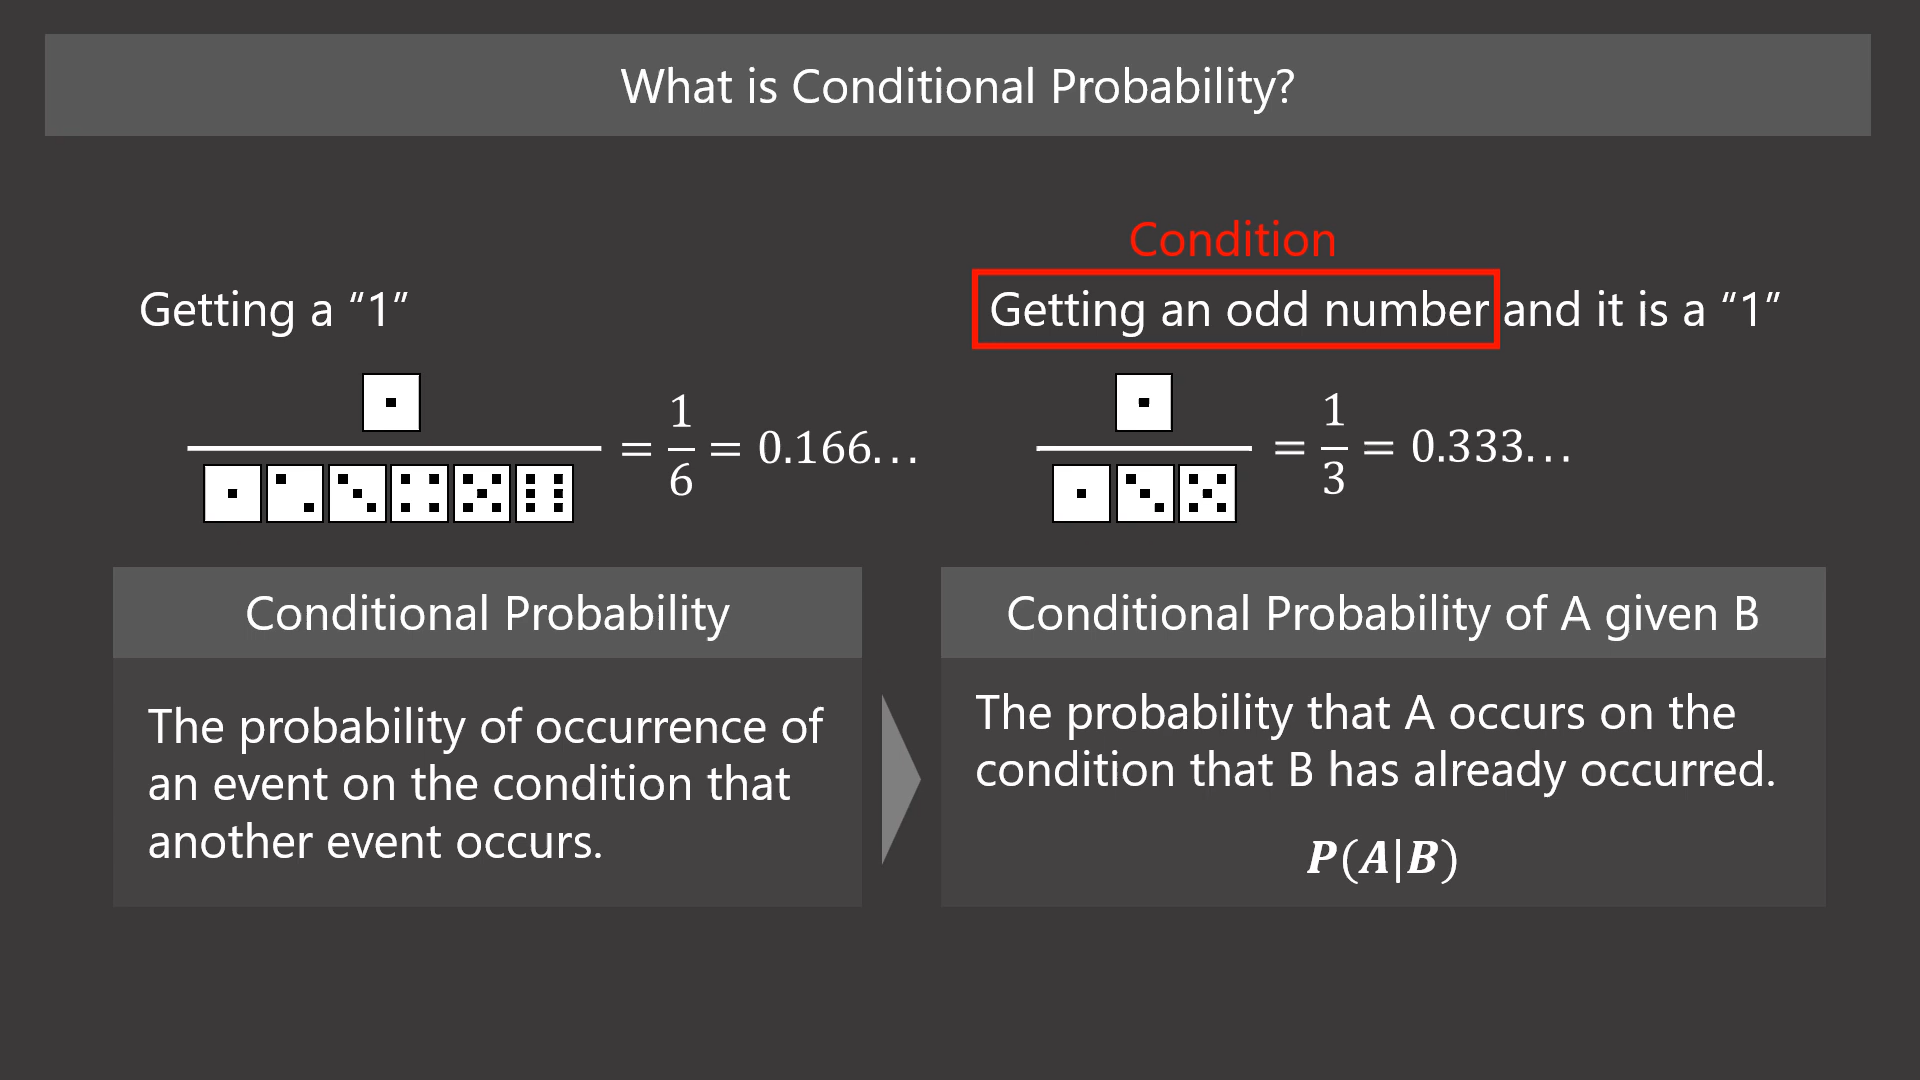 What is Conditional Probability?
Condition
Getting a “1”
Getting an odd number and it is a “1”
= 1/6 = 0.166…
= 1/3 = 0.333…
Conditional Probability
The probability of occurrence of
an event on the condition that
another event occurs.
Conditional Probability of A given B
The probability that A occurs on the
condition that B has already occurred.
P(A|B)